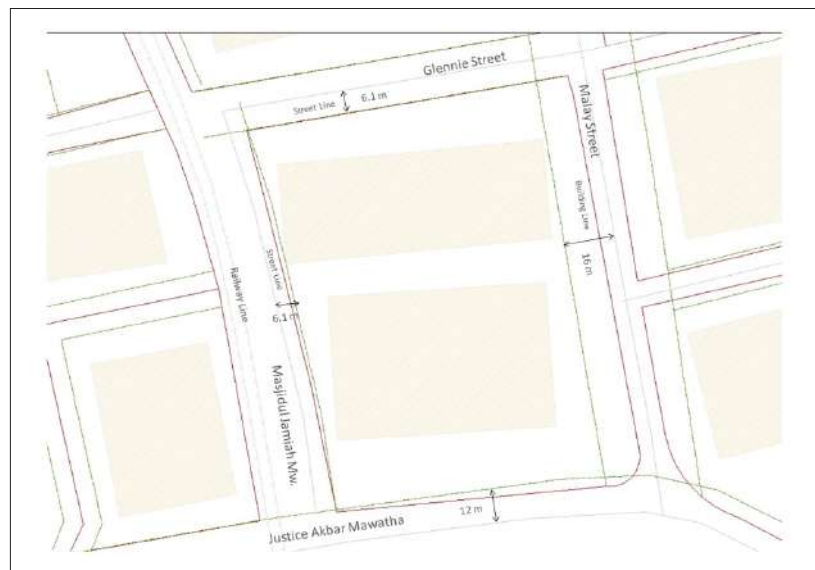 Glennie Street
Street Line
6.1 m
Malay Street
Building Line
16 m
Street Line
6.1 m
Railway Line
Masjidul Jamiah Mw.
12 m
Justice Akbar Mawatha